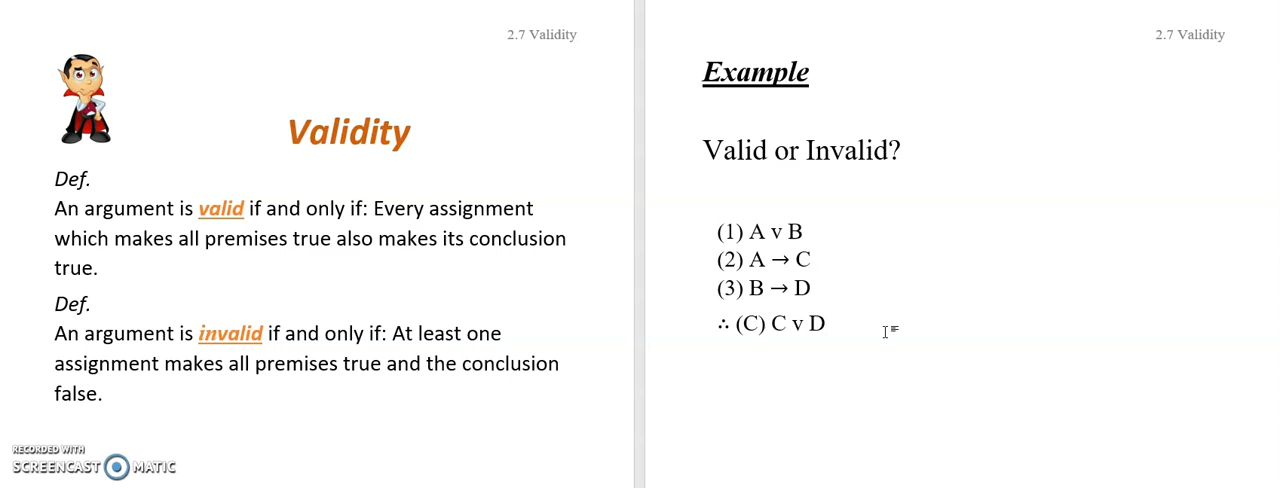 2.7 Validity
Validity
Def.
An argument is valid if and only if: Every assignment
which makes all premises true also makes its conclusion
true.
Def.
An argument is invalid if and only if: At least one
assignment makes all premises true and the conclusion
false.
RECORDED WITH
SCREENCAST MATIC
2.7 Validity
Example
Valid or Invalid?
(1) A v B
(2) A → C
(3) B → D
∴ (C) C v D